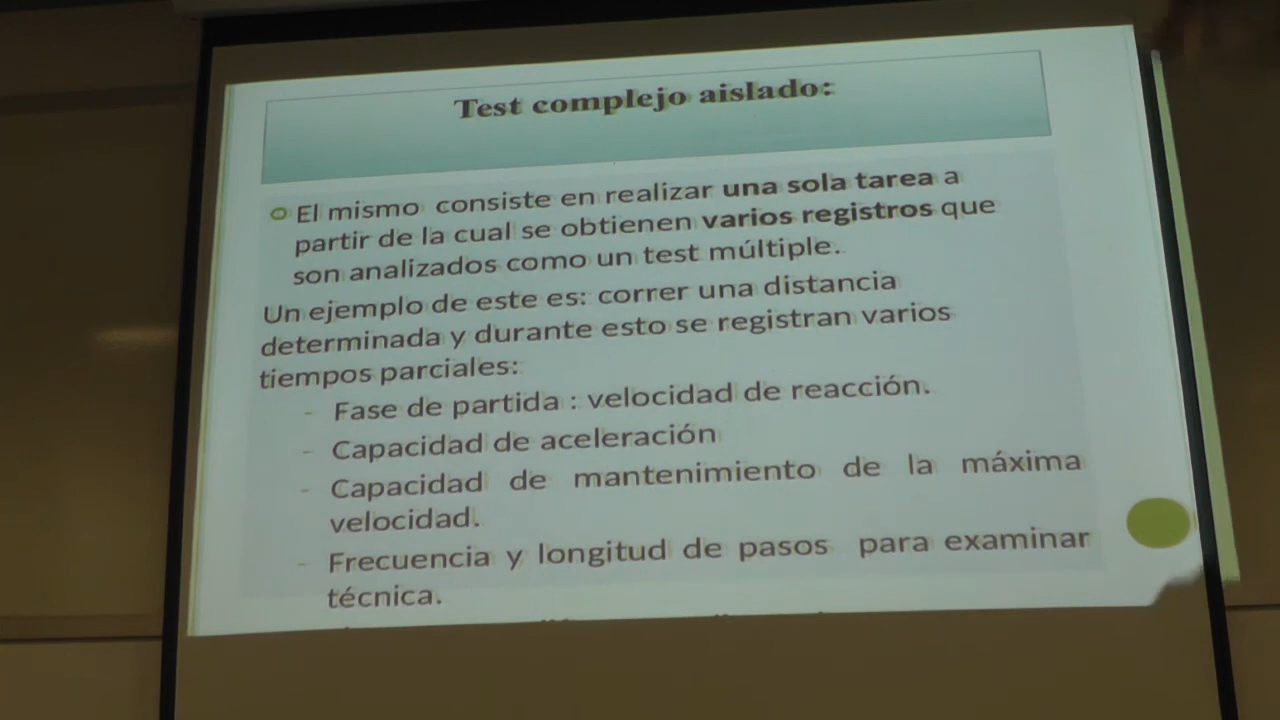 Test complejo aislado:
El mismo consiste en realizar una sola tarea a
partir de la cual se obtienen varios registros que
son analizados como un test múltiple.
Un ejemplo de este es: correr una distancia
determinada y durante esto se registran varios
tiempos parciales:
- Fase de partida : velocidad de reacción.
- Capacidad de aceleración
- Capacidad de mantenimiento de la máxima
velocidad.
- Frecuencia y longitud de pasos para examinar
técnica.